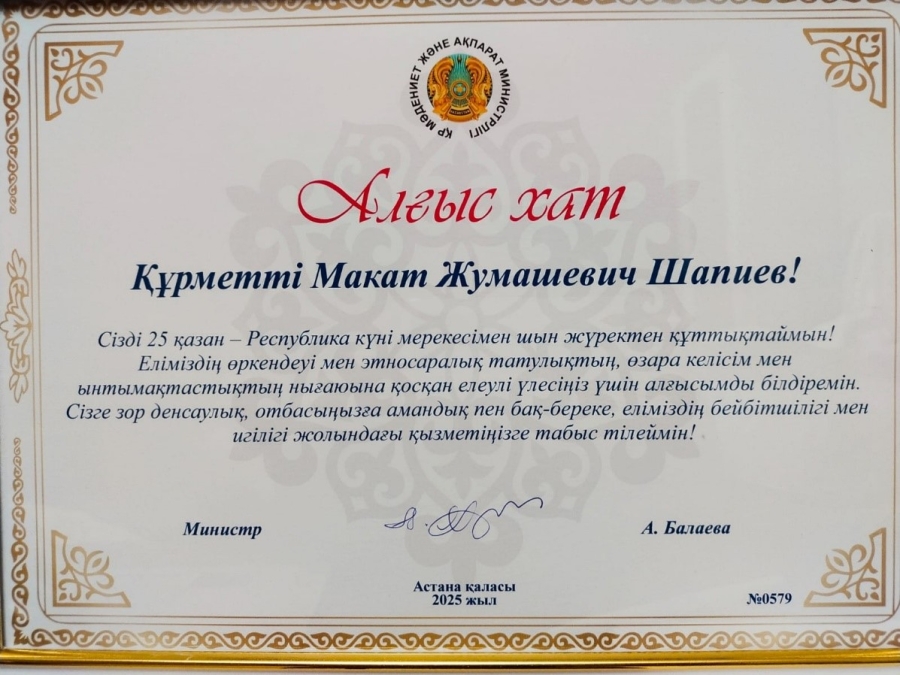 ҚР МӘДЕНИЕТ ЖӘНЕ АҚПАРАТ МИНИСТРЛІГІ
Алғыс хат
Құрметті Макат Жумашевич Шапиев!
Сізді 25 қазан – Республика күні мерекесімен шын жүректен құттықтаймын!
Еліміздің өркендеуі мен этносаралық татулықтың, өзара келісім мен
ынтымақтастықтың нығаюына қосқан елеулі үлесіңіз үшін алғысымды білдіремін.
Сізге зор денсаулық, отбасыңызға амандық пен бақ-береке, еліміздің бейбітшілігі мен
игілігі жолындағы қызметіңізге табыс тілеймін!
Министр
А. Балаева
Астана қаласы
2025 жыл
№0579